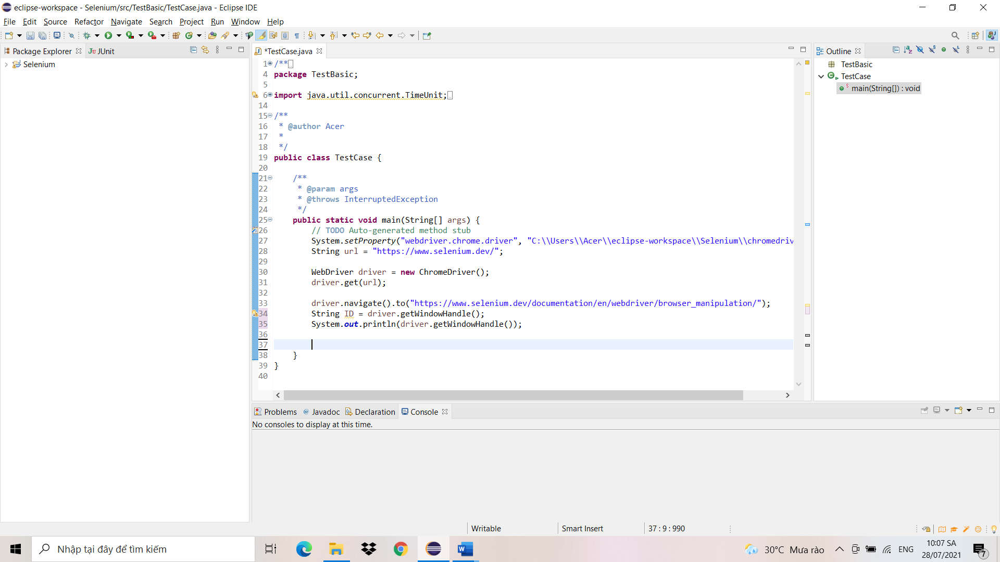 eclipse-workspace - Selenium/src/TestBasic/TestCase.java - Eclipse IDE
File Edit Source Refactor Navigate Search Project Run Window Help
Package Explorer JUnit
Selenium
*TestCase.java
1 /**
4 package TestBasic;
5
6 import java.util.concurrent.TimeUnit;
14
15 /**
16  * @author Acer
17  *
18  */
19 public class TestCase {
20
21     /**
22      * @param args
23      * @throws InterruptedException
24      */
25     public static void main(String[] args) {
26         // TODO Auto-generated method stub
27         System.setProperty("webdriver.chrome.driver", "C:\\Users\\Acer\\eclipse-workspace\\Selenium\\chromedriv
28         String url = "https://www.selenium.dev/";
29
30         WebDriver driver = new ChromeDriver();
31         driver.get(url);
32
33         driver.navigate().to("https://www.selenium.dev/documentation/en/webdriver/browser_manipulation/");
34         String ID = driver.getWindowHandle();
35         System.out.println(driver.getWindowHandle());
36
37
38     }
39 }
40
Outline
TestBasic
TestCase
main(String[]) : void
Problems Javadoc Declaration Console
No consoles to display at this time.
Writable Smart Insert 37 : 9 : 990
Nhập tại đây để tìm kiếm
30°C Mưa rào
ENG
10:07 SA
28/07/2021
7